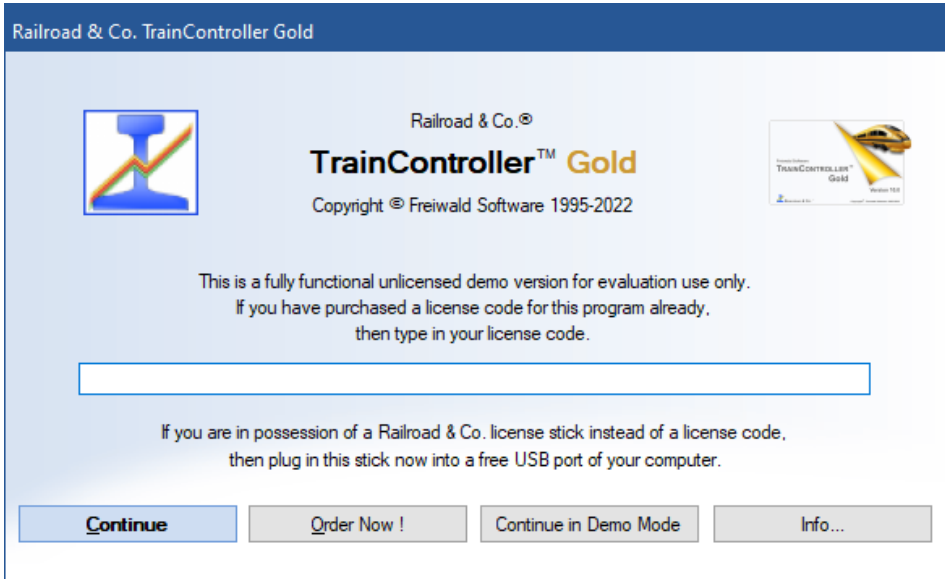 Railroad & Co. TrainController Gold
Railroad & Co.®
TrainController™ Gold
Copyright © Freiwald Software 1995-2022
TRAINCONTROLLER™
Gold
This is a fully functional unlicensed demo version for evaluation use only.
If you have purchased a license code for this program already,
then type in your license code.
If you are in possession of a Railroad & Co. license stick instead of a license code,
then plug in this stick now into a free USB port of your computer.
Continue
Order Now !
Continue in Demo Mode
Info...